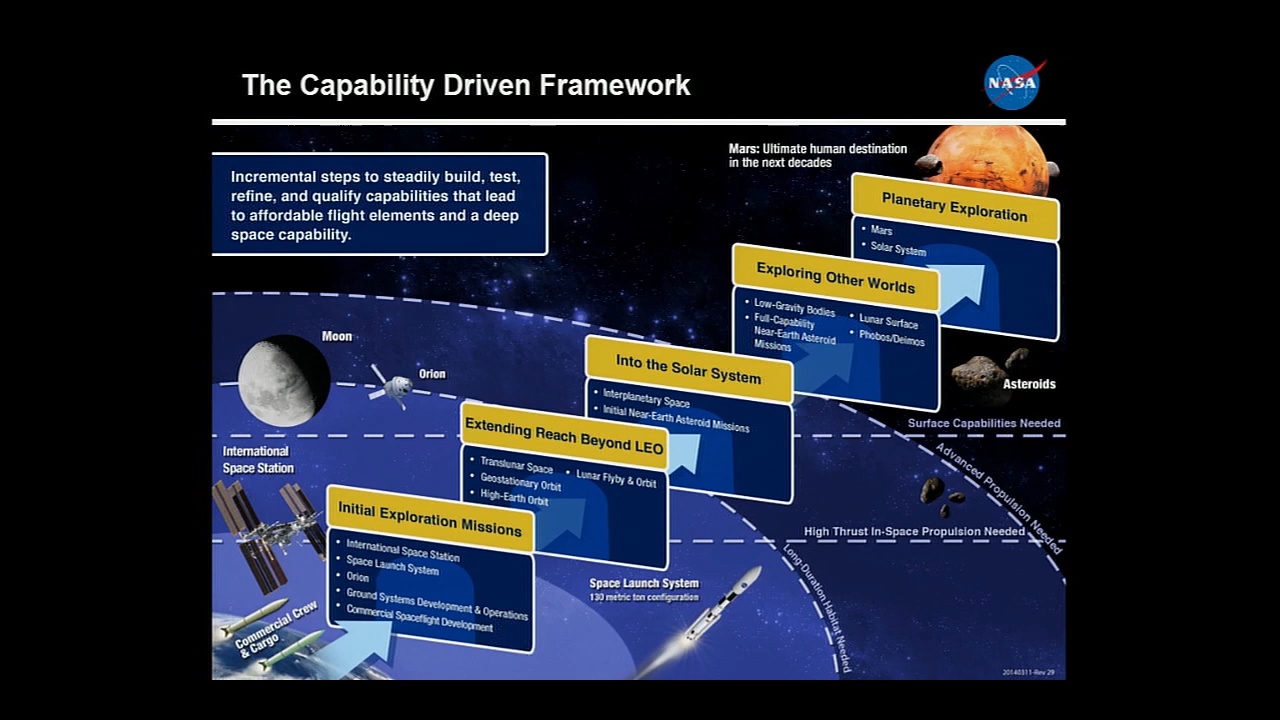 The Capability Driven Framework
NASA
Incremental steps to steadily build, test,
refine, and qualify capabilities that lead
to affordable flight elements and a deep
space capability.
Mars: Ultimate human destination
in the next decades
Planetary Exploration
• Mars
• Solar System
Exploring Other Worlds
• Low-Gravity Bodies
• Full-Capability
Near-Earth Asteroid
Missions
• Lunar Surface
• Phobos/Deimos
Moon
Orion
Into the Solar System
• Interplanetary Space
• Initial Near-Earth Asteroid Missions
Asteroids
Surface Capabilities Needed
Extending Reach Beyond LEO
• Translunar Space
• Geostationary Orbit
• High-Earth Orbit
• Lunar Flyby & Orbit
International
Space Station
Advanced Propulsion Needed
Initial Exploration Missions
• International Space Station
• Space Launch System
• Orion
• Ground Systems Development & Operations
• Commercial Spaceflight Development
High Thrust In-Space Propulsion Needed
Long-Duration Habitat Needed
Space Launch System
130 metric ton configuration
Commercial Crew
& Cargo
20140311-Rev 29